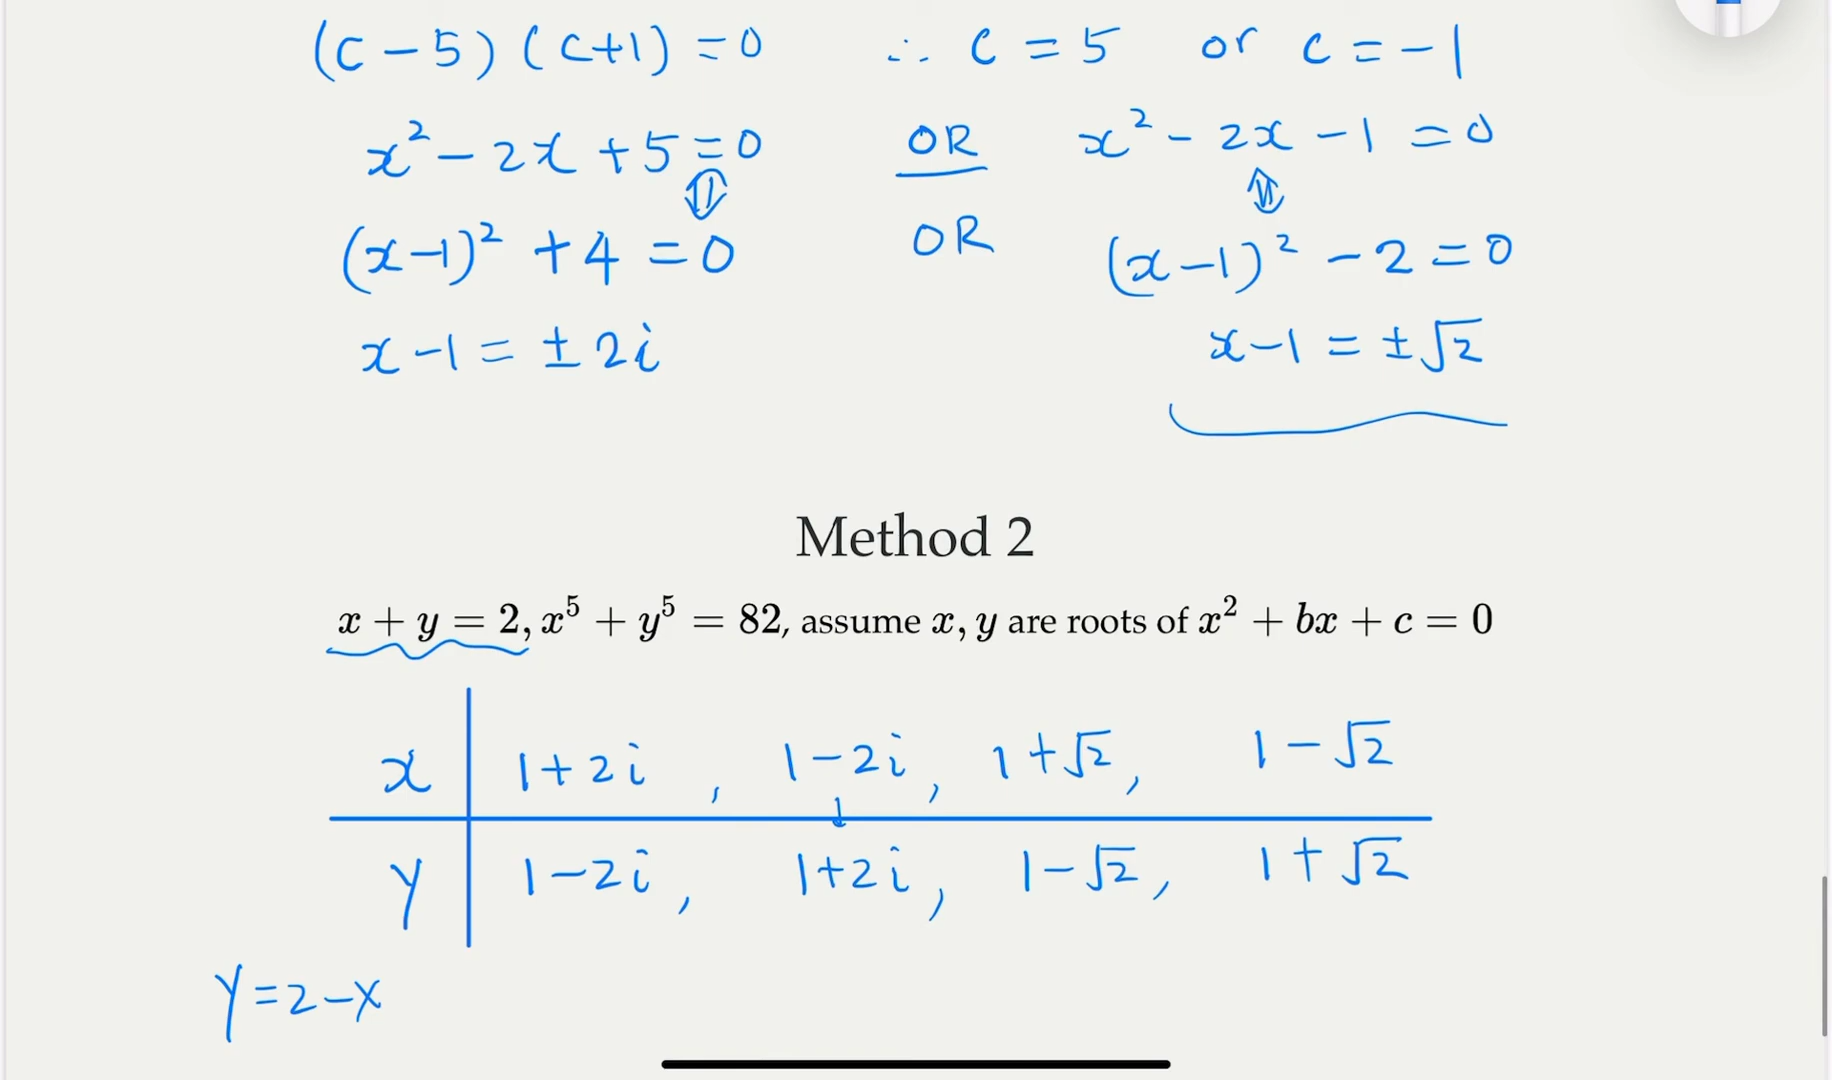 (c-5)(c+1)=0 ∴ c = 5 or c = -1
x² - 2x + 5 = 0 OR x² - 2x - 1 = 0
⇕ ⇕
(x-1)² + 4 = 0 OR (x-1)² - 2 = 0
x-1 = ± 2i x-1 = ±√2
Method 2
x + y = 2, x⁵ + y⁵ = 82, assume x, y are roots of x² + bx + c = 0
x | 1+2i , 1-2i , 1+√2 , 1-√2
y | 1-2i , 1+2i , 1-√2 , 1+√2
y=2-x